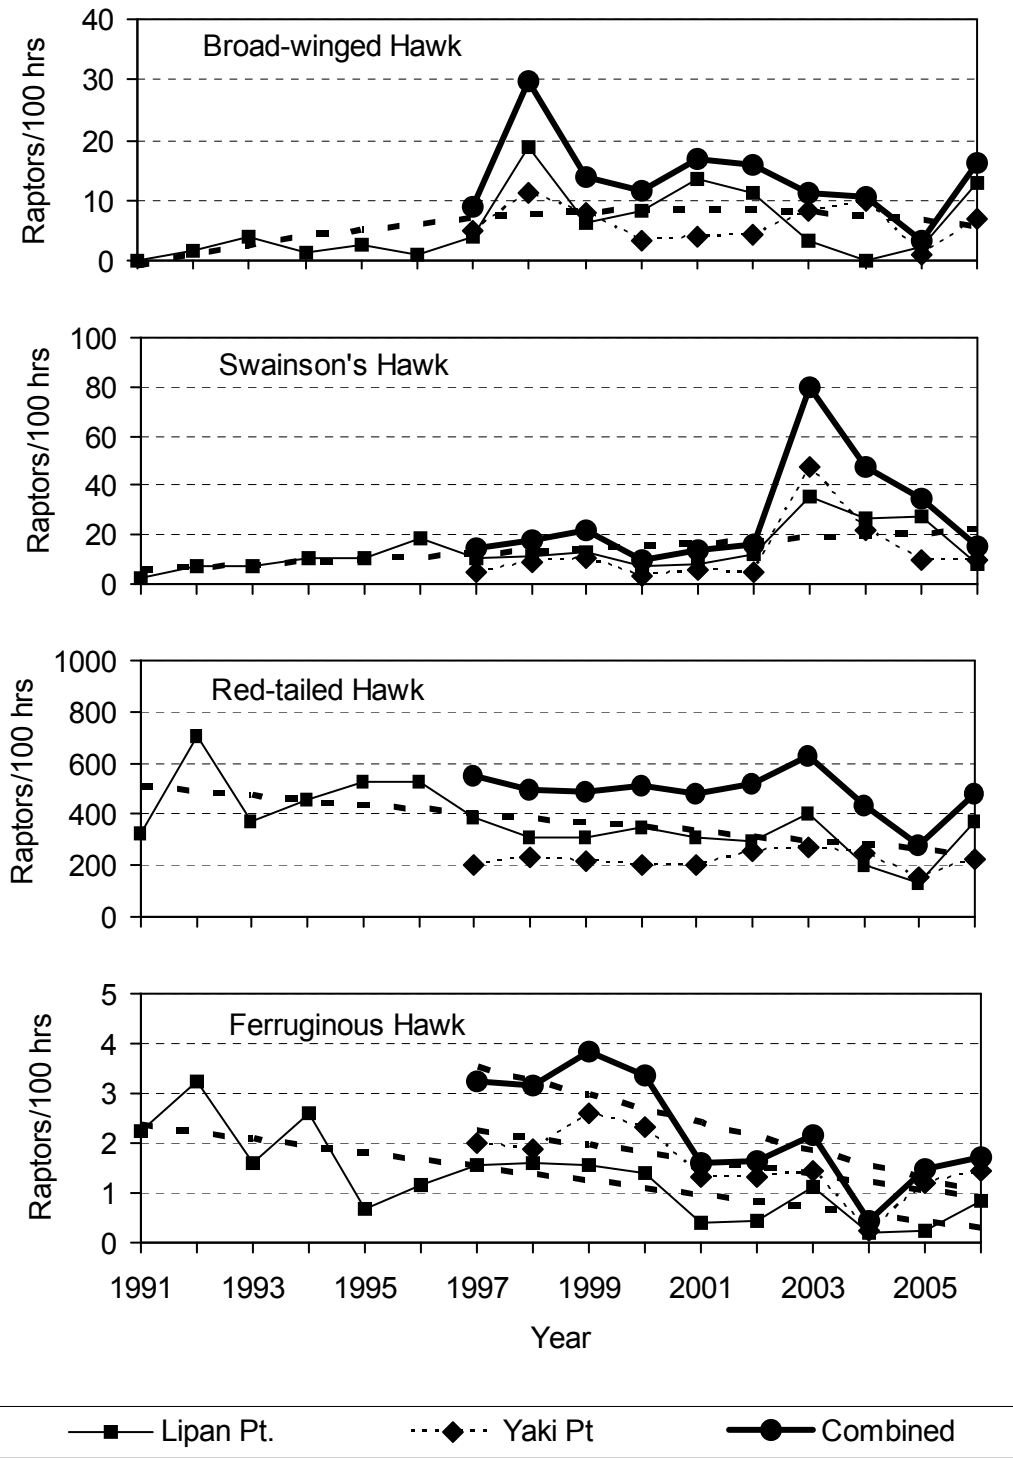 Broad-winged Hawk
Raptors/100 hrs
40
30
20
10
0
Swainson's Hawk
Raptors/100 hrs
100
80
60
40
20
0
Red-tailed Hawk
Raptors/100 hrs
1000
800
600
400
200
0
Ferruginous Hawk
Raptors/100 hrs
5
4
3
2
1
0
1991 1993 1995 1997 1999 2001 2003 2005
Year
Lipan Pt. Yaki Pt Combined